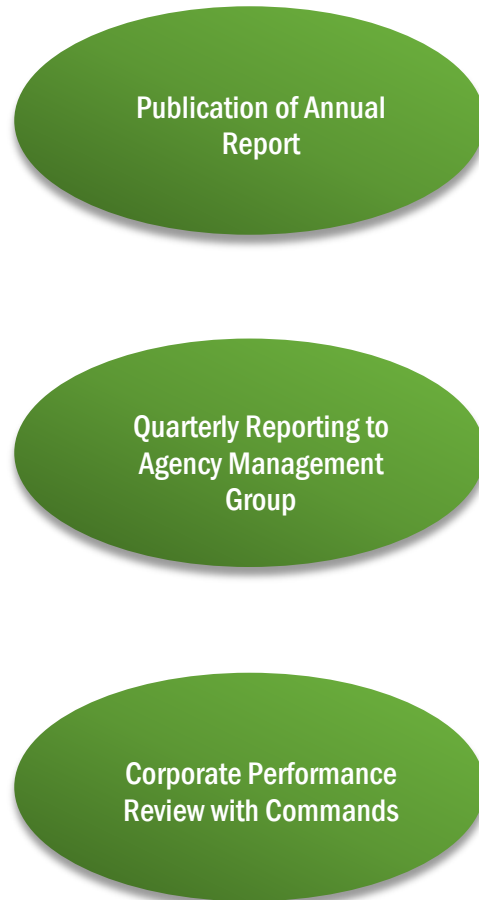 Publication of Annual
Report
Quarterly Reporting to
Agency Management
Group
Corporate Performance
Review with Commands